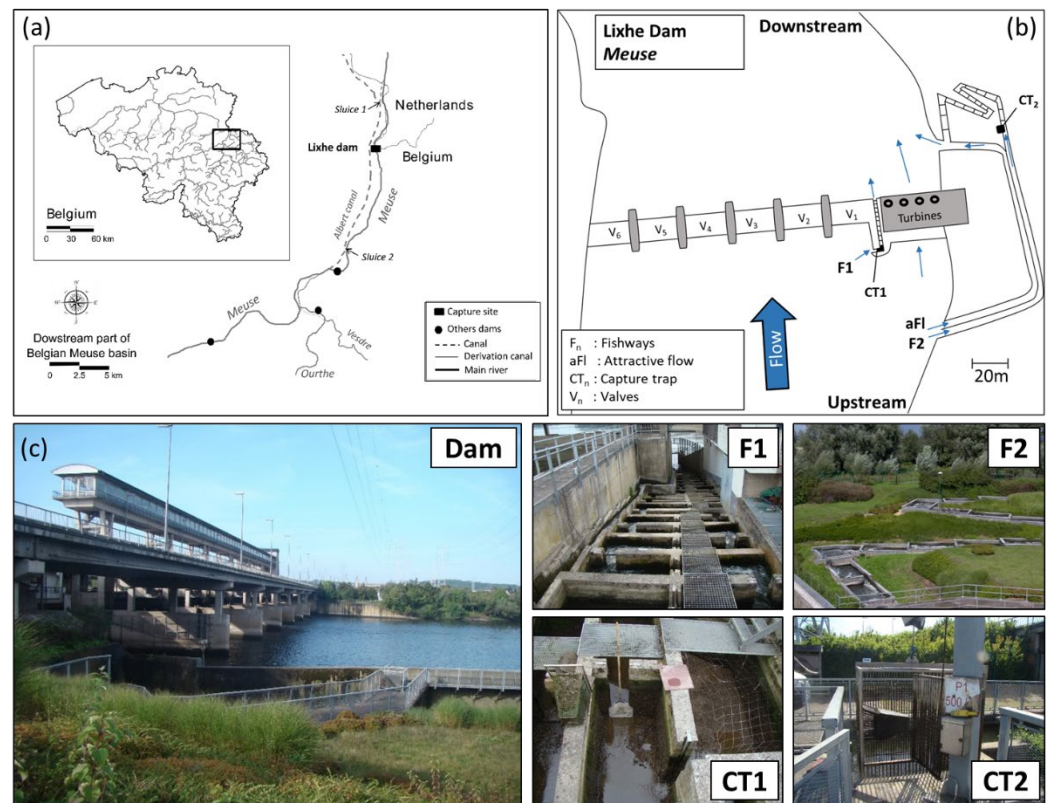 (a)
Sluice 1
Netherlands
Lixhe dam
Belgium
Albert canal
Meuse
Sluice 2
Belgium
0 30 60 km
Dowstream part of
Belgian Meuse basin
0 2.5 5 km
Meuse
Vesdre
Ourthe
Capture site
Others dams
Canal
Derivation canal
Main river
(b)
Lixhe Dam
Meuse
Downstream
CT2
Turbines
V6 V5 V4 V3 V2 V1
F1
CT1
aFl
F2
Flow
Fn : Fishways
aFl : Attractive flow
CTn : Capture trap
Vn : Valves
20m
Upstream
(c)
Dam
F1
F2
CT1
P1
500
CT2